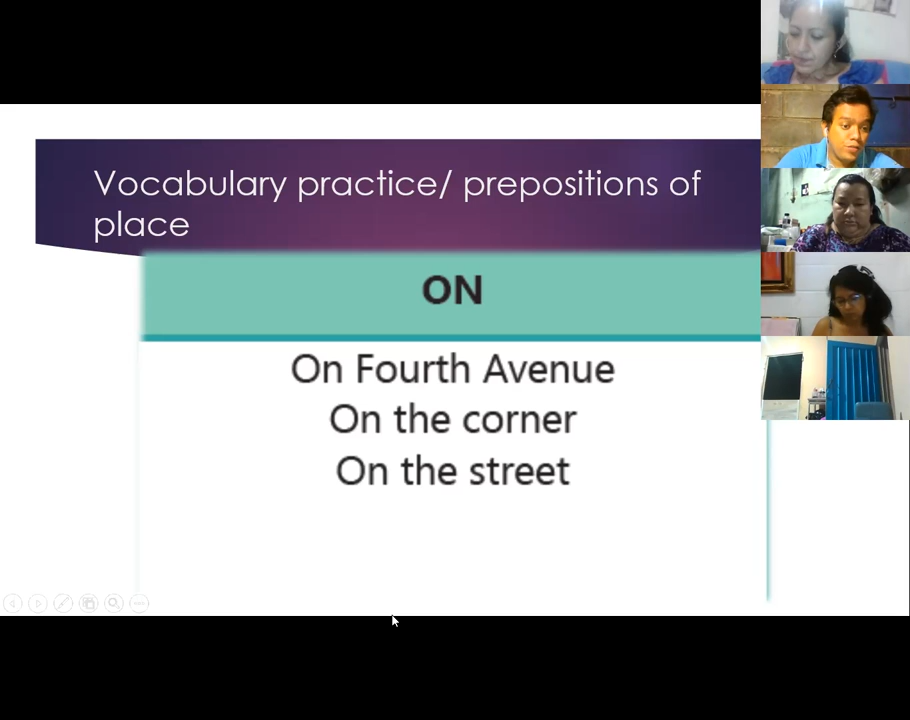 Vocabulary practice/ prepositions of
place
ON
On Fourth Avenue
On the corner
On the street